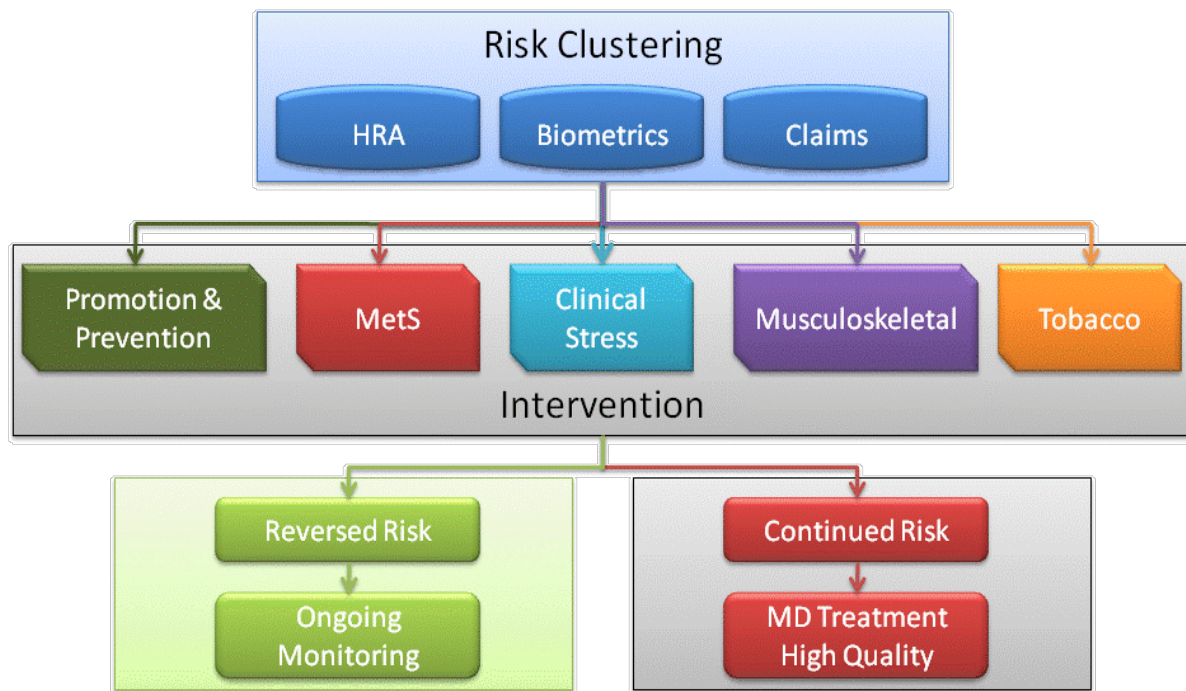 Risk Clustering
HRA
Biometrics
Claims
Promotion &
Prevention
MetS
Clinical
Stress
Musculoskeletal
Tobacco
Intervention
Reversed Risk
Continued Risk
Ongoing
Monitoring
MD Treatment
High Quality